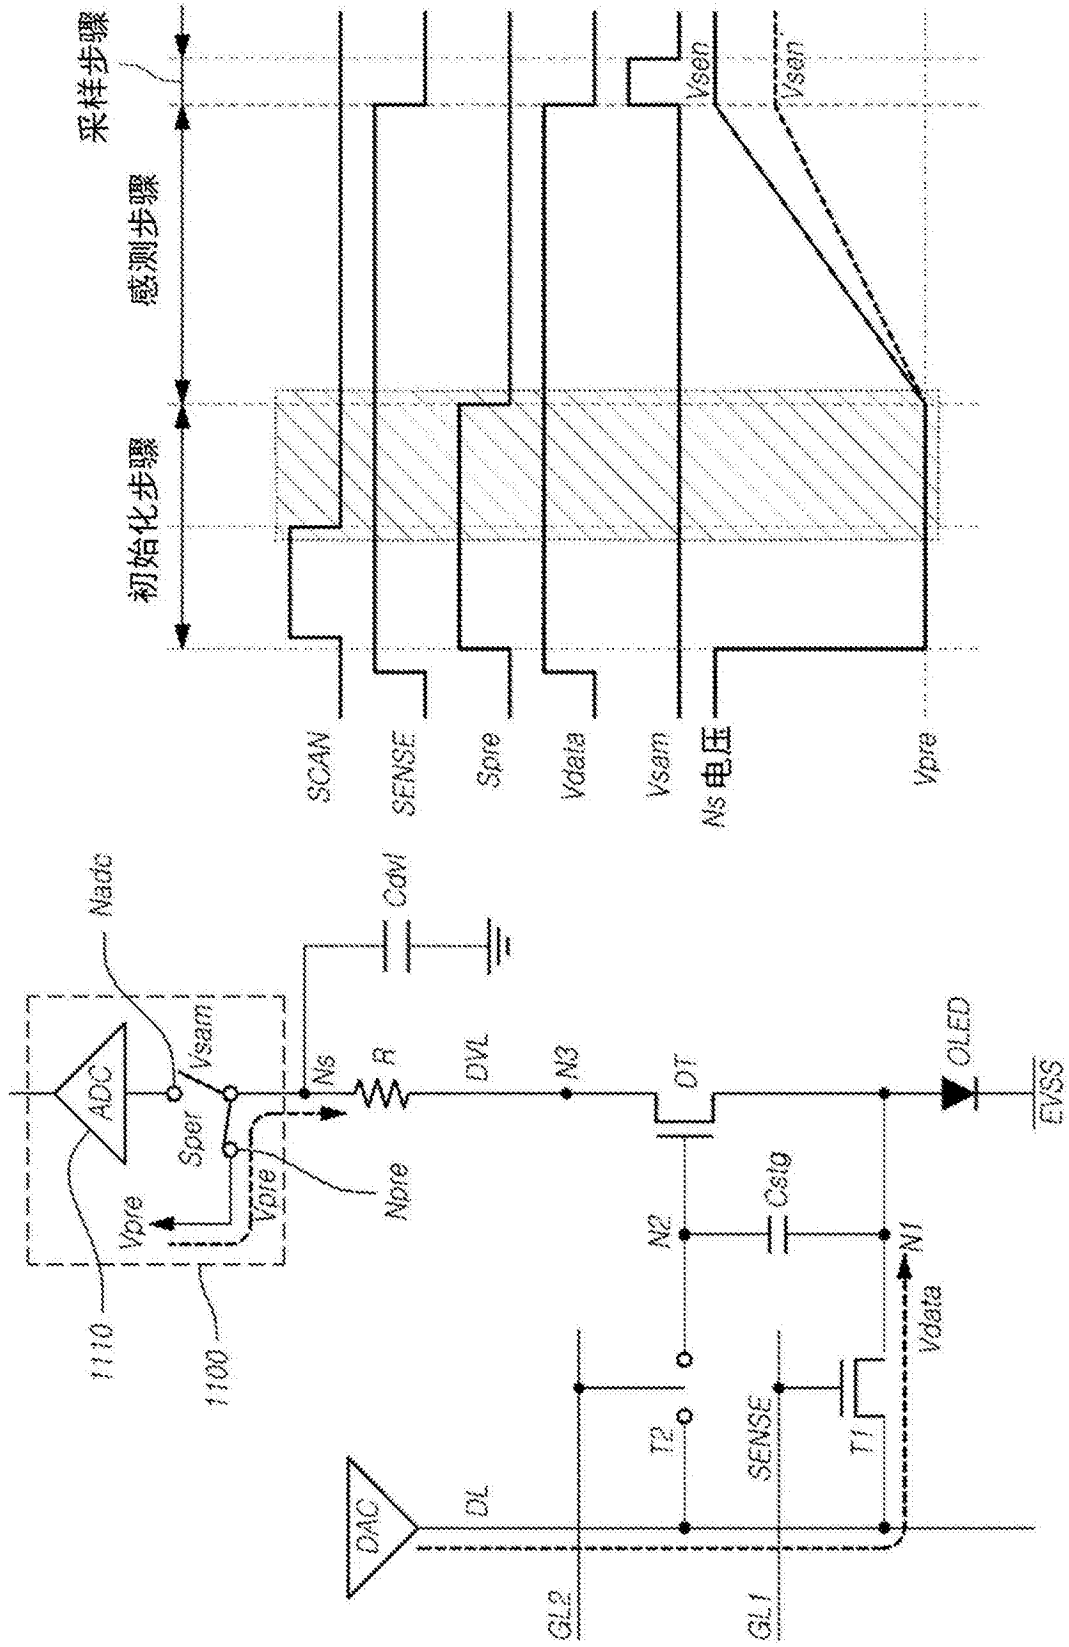 初始化步骤
感测步骤
采样步骤
SCAN
SENSE
Spre
Vdata
Vsam
Ns 电压
Vsen
Vsen'
Vpre
1110
ADC
Nadc
Vpre
Sper
Vsam
Vpre
1100
Npre
Ns
Cdvl
R
DVL
N3
DAC
DL
GL2
T2
N2
DT
Cstg
OLED
GL1
SENSE
T1
N1
Vdata
EVSS